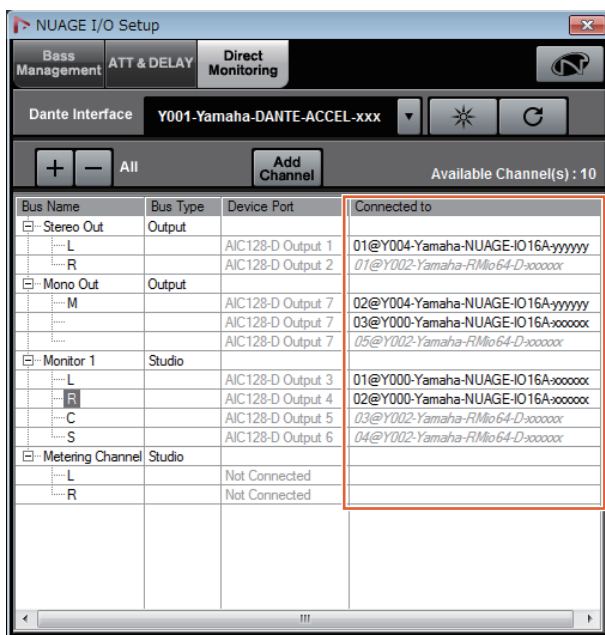 NUAGE I/O Setup
Bass Management ATT & DELAY Direct Monitoring
Dante Interface Y001-Yamaha-DANTE-ACCEL-xxx
+ − All Add Channel Available Channel(s) : 10
Bus Name Bus Type Device Port Connected to
Stereo Out Output
L AIC128-D Output 1 01@Y004-Yamaha-NUAGE-IO16A-yyyyyy
R AIC128-D Output 2 01@Y002-Yamaha-RMio64-D-xxxxxx
Mono Out Output
M AIC128-D Output 7 02@Y004-Yamaha-NUAGE-IO16A-yyyyyy
AIC128-D Output 7 03@Y000-Yamaha-NUAGE-IO16A-xxxxxx
AIC128-D Output 7 05@Y002-Yamaha-RMio64-D-xxxxxx
Monitor 1 Studio
L AIC128-D Output 3 01@Y000-Yamaha-NUAGE-IO16A-xxxxxx
R AIC128-D Output 4 02@Y000-Yamaha-NUAGE-IO16A-xxxxxx
C AIC128-D Output 5 03@Y002-Yamaha-RMio64-D-xxxxxx
S AIC128-D Output 6 04@Y002-Yamaha-RMio64-D-xxxxxx
Metering Channel Studio
L Not Connected
R Not Connected